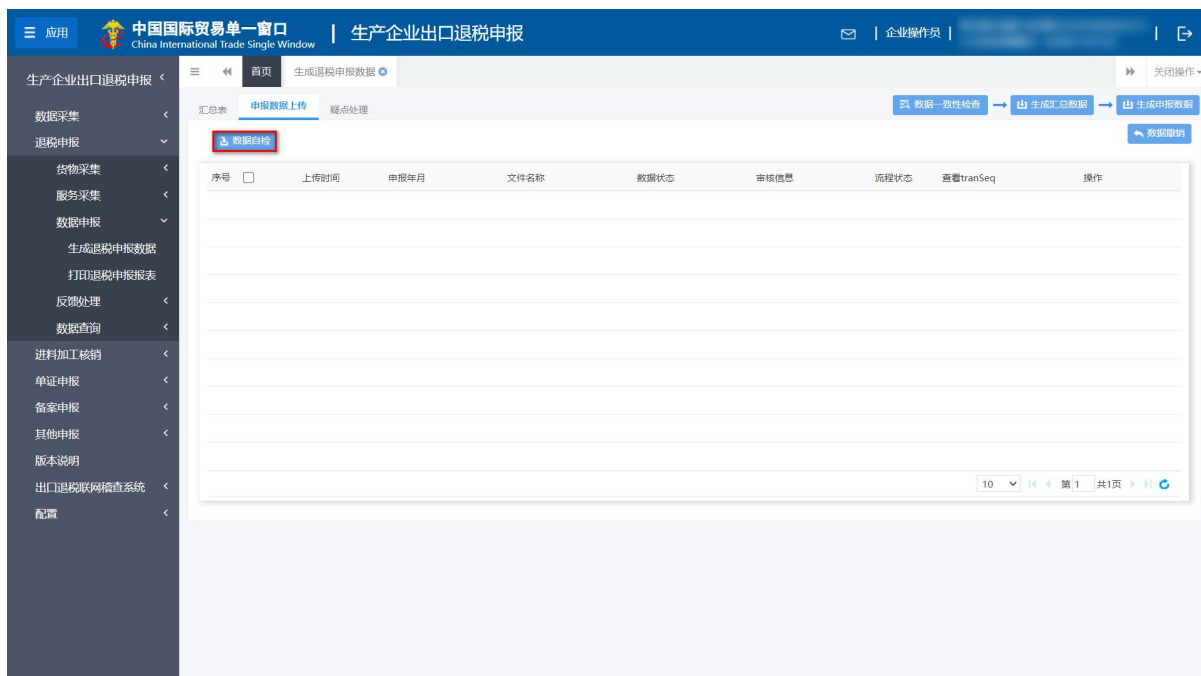 应用 中国国际贸易单一窗口 生产企业出口退税申报 企业操作员
China International Trade Single Window
生产企业出口退税申报 首页 生成退税申报数据 关闭操作
汇总表 申报数据上传 疑点处理 数据一致性检查 生成汇总数据 生成申报数据
数据自检 数据撤销
序号 上传时间 申报年月 文件名称 数据状态 审核信息 流程状态 查看tranSeq 操作
数据采集
退税申报
货物采集
服务采集
数据申报
生成退税申报数据
打印退税申报报表
反馈处理
数据查询
进料加工核销
单证申报
备案申报
其他申报
版本说明
出口退税联网稽查系统
配置
10 第 1 共1页